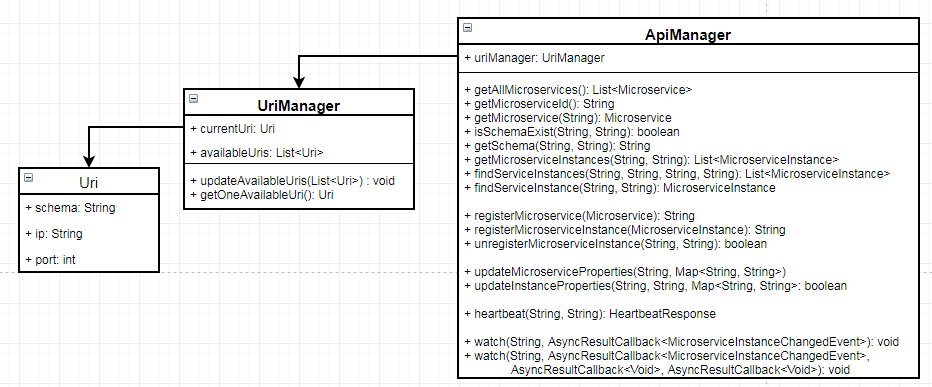 ApiManager
+ uriManager: UriManager
+ getAllMicroservices(): List<Microservice>
+ getMicroserviceId(): String
+ getMicroservice(String): Microservice
+ isSchemaExist(String, String): boolean
+ getSchema(String, String): String
+ getMicroserviceInstances(String, String): List<MicroserviceInstance>
+ findServiceInstances(String, String, String, String): List<MicroserviceInstance>
+ findServiceInstance(String, String): MicroserviceInstance
+ registerMicroservice(Microservice): String
+ registerMicroserviceInstance(MicroserviceInstance): String
+ unregisterMicroserviceInstance(String, String): boolean
+ updateMicroserviceProperties(String, Map<String, String>)
+ updateInstanceProperties(String, String, Map<String, String>: boolean
+ heartbeat(String, String): HeartbeatResponse
+ watch(String, AsyncResultCallback<MicroserviceInstanceChangedEvent>): void
+ watch(String, AsyncResultCallback<MicroserviceInstanceChangedEvent>,
AsyncResultCallback<Void>, AsyncResultCallback<Void>): void
UriManager
+ currentUri: Uri
+ availableUris: List<Uri>
+ updateAvailableUris(List<Uri>) : void
+ getOneAvailableUri(): Uri
Uri
+ schema: String
+ ip: String
+ port: int